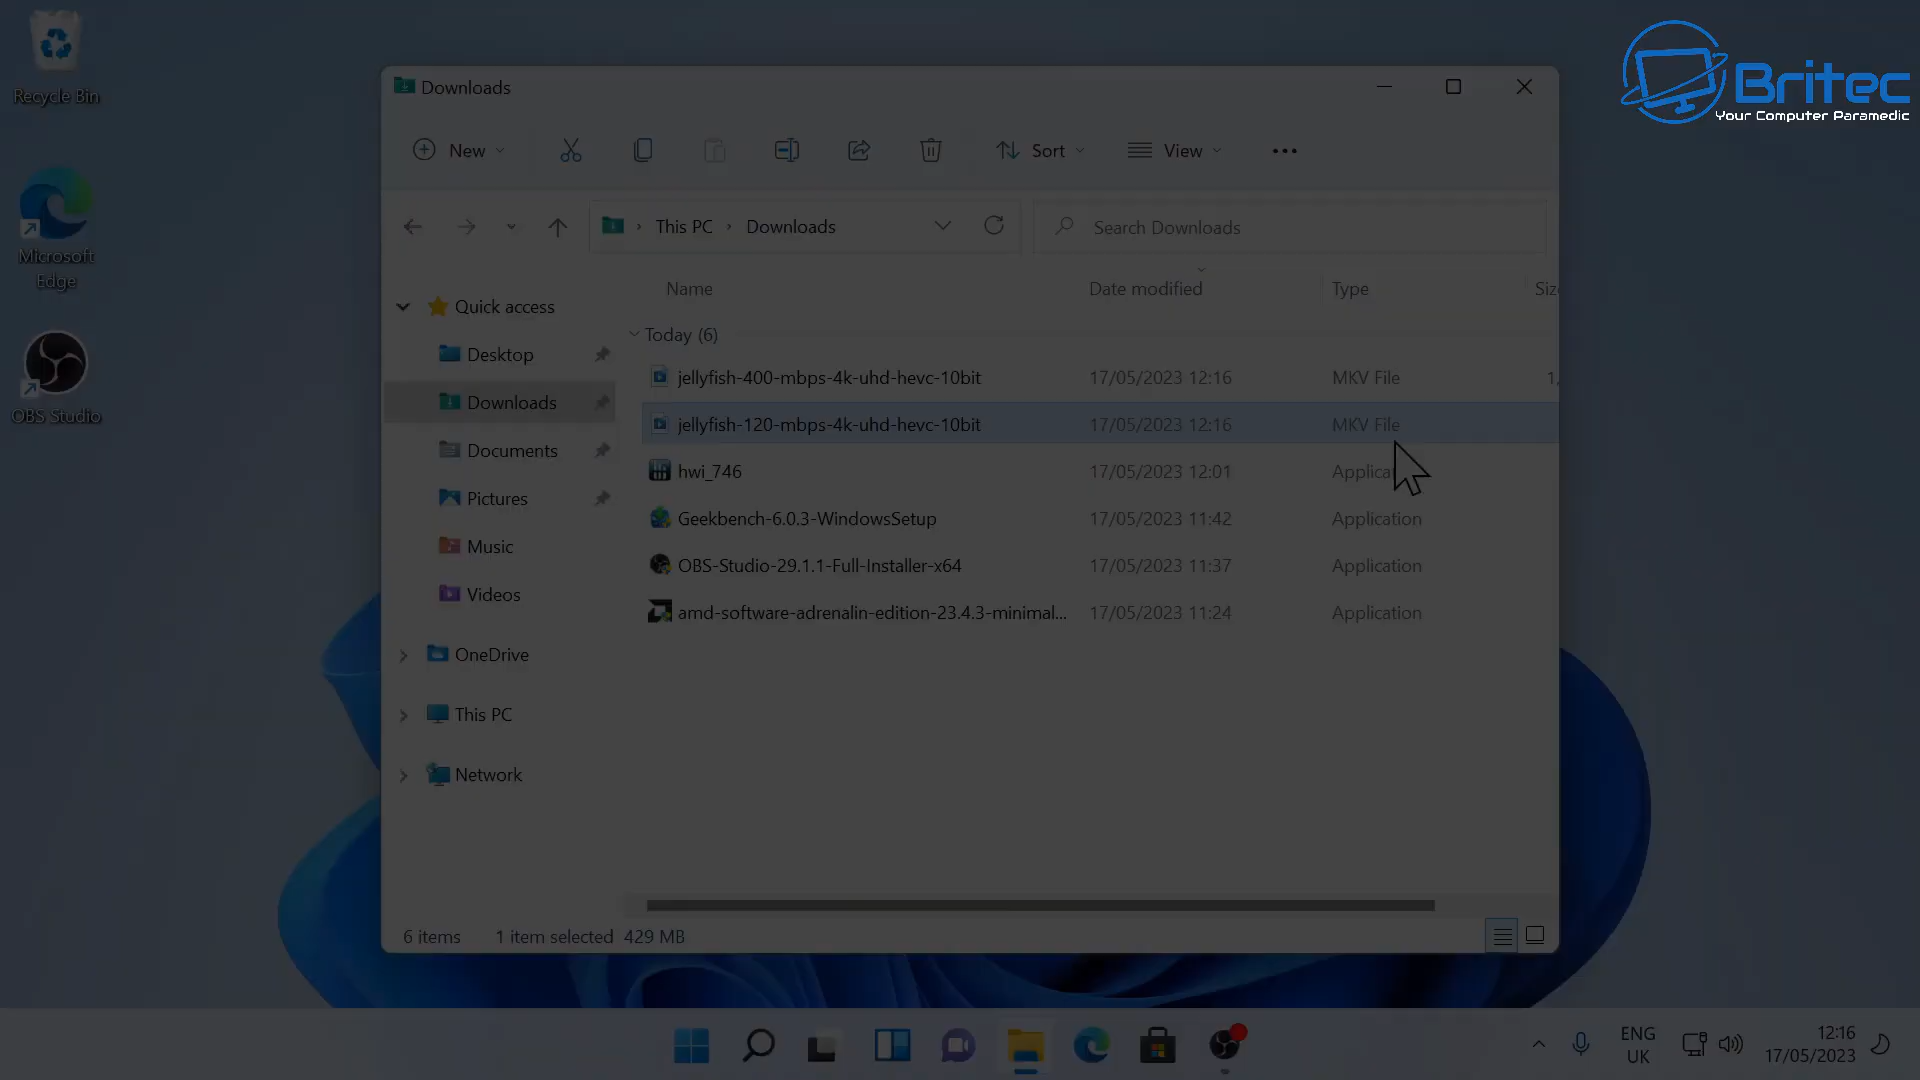 Recycle Bin
Microsoft
Edge
OBS Studio
Britec
Your Computer Paramedic
Downloads
New
Sort
View
This PC
Downloads
Search Downloads
Name
Date modified
Type
Siz
Quick access
Desktop
Downloads
Documents
Pictures
Music
Videos
OneDrive
This PC
Network
Today (6)
jellyfish-400-mbps-4k-uhd-hevc-10bit 17/05/2023 12:16 MKV File 1,
jellyfish-120-mbps-4k-uhd-hevc-10bit 17/05/2023 12:16 MKV File
hwi_746 17/05/2023 12:01 Applica
Geekbench-6.0.3-WindowsSetup 17/05/2023 11:42 Application
OBS-Studio-29.1.1-Full-Installer-x64 17/05/2023 11:37 Application
amd-software-adrenalin-edition-23.4.3-minimal... 17/05/2023 11:24 Application
6 items 1 item selected 429 MB
ENG
UK
12:16
17/05/2023